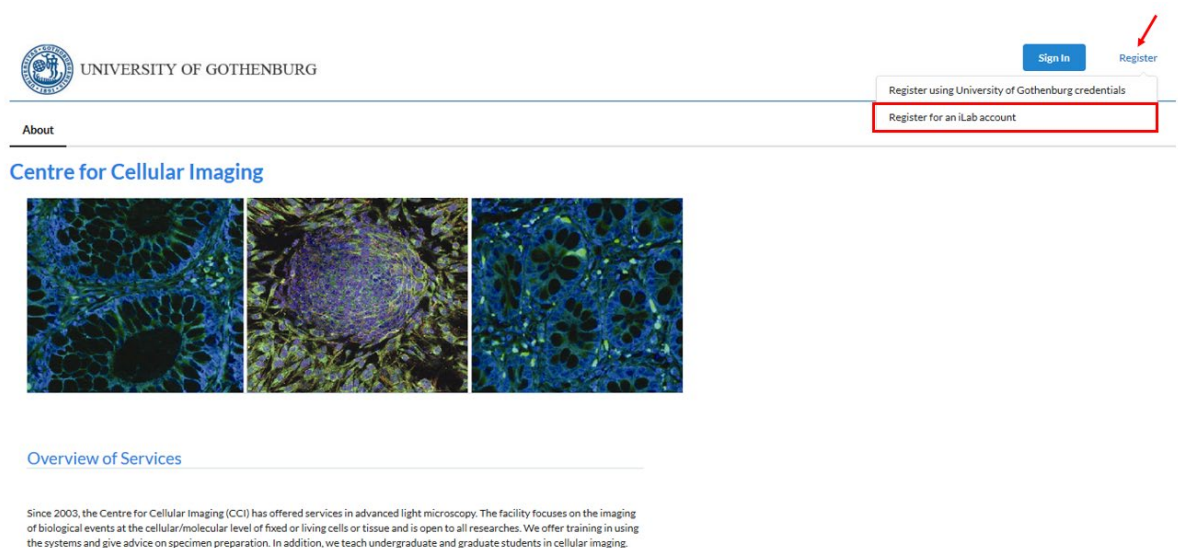 UNIVERSITY OF GOTHENBURG
Sign In
Register
Register using University of Gothenburg credentials
Register for an iLab account
About
Centre for Cellular Imaging
Overview of Services
Since 2003, the Centre for Cellular Imaging (CCI) has offered services in advanced light microscopy. The facility focuses on the imaging
of biological events at the cellular/molecular level of fixed or living cells or tissue and is open to all researches. We offer training in using
the systems and give advice on specimen preparation. In addition, we teach undergraduate and graduate students in cellular imaging.